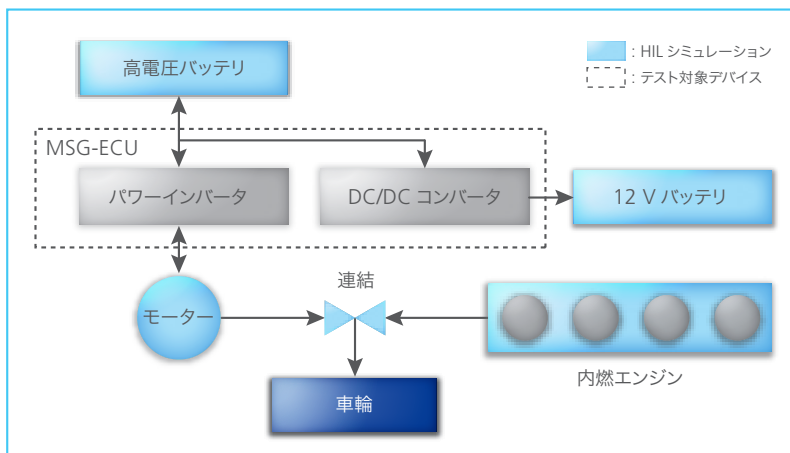 高電圧バッテリ
: HIL シミュレーション
: テスト対象デバイス
MSG-ECU
パワーインバータ
DC/DC コンバータ
12 V バッテリ
連結
モーター
内燃エンジン
車輪